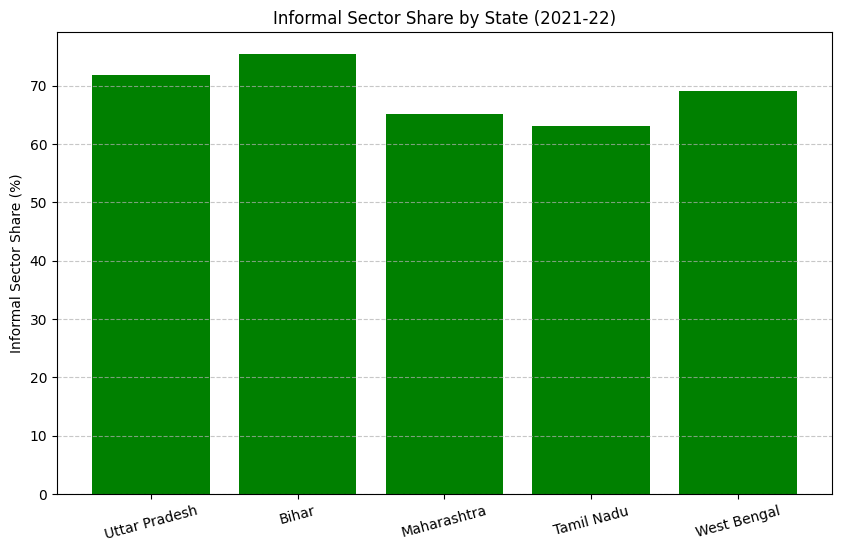 Informal Sector Share by State (2021-22)
Informal Sector Share (%)
70
60
50
40
30
20
10
0
Uttar Pradesh
Bihar
Maharashtra
Tamil Nadu
West Bengal